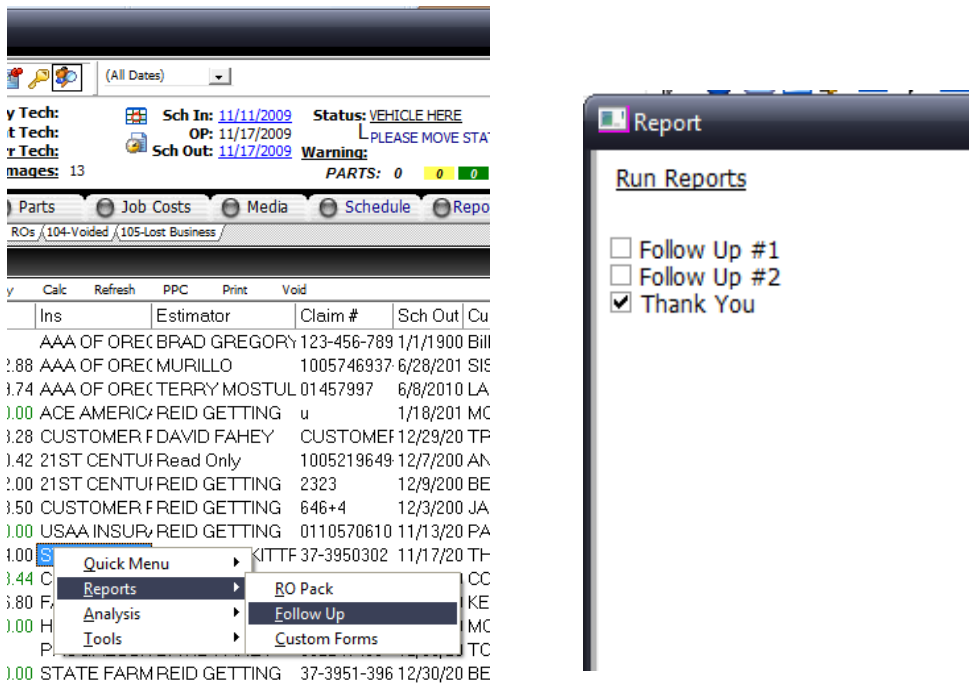 (All Dates)
y Tech: Sch In: 11/11/2009 Status: VEHICLE HERE
t Tech: OP: 11/17/2009 PLEASE MOVE STA
r Tech: Sch Out: 11/17/2009 Warning:
mages: 13 PARTS: 0 0 0
Parts Job Costs Media Schedule Repo
ROs 104-Voided 105-Lost Business
y Calc Refresh PPC Print Void
Ins Estimator Claim # Sch Out Cu
AAA OF ORE BRAD GREGORY 123-456-789 1/1/1900 Bill
2.88 AAA OF ORE MURILLO 1005746937 6/28/201 SIS
3.74 AAA OF ORE TERRY MOSTUL 01457997 6/8/2010 LA
0.00 ACE AMERIC REID GETTING u 1/18/201 MC
3.28 CUSTOMER F DAVID FAHEY CUSTOMEF 12/29/20 TR
0.42 21ST CENTU Read Only 1005219649 12/7/200 AN
2.00 21ST CENTU REID GETTING 2323 12/9/200 BE
3.50 CUSTOMER F REID GETTING 646+4 12/3/200 JA
0.00 USAA INSUR REID GETTING 0110570610 11/13/20 PA
4.00 S KITTF 37-3950302 11/17/20 TH
3.44 C Quick Menu CC
6.80 F Reports RO Pack KE
0.00 H Analysis Follow Up MC
P Tools Custom Forms TC
0.00 STATE FARM REID GETTING 37-3951-396 12/30/20 BE
Report
Run Reports
Follow Up #1
Follow Up #2
Thank You